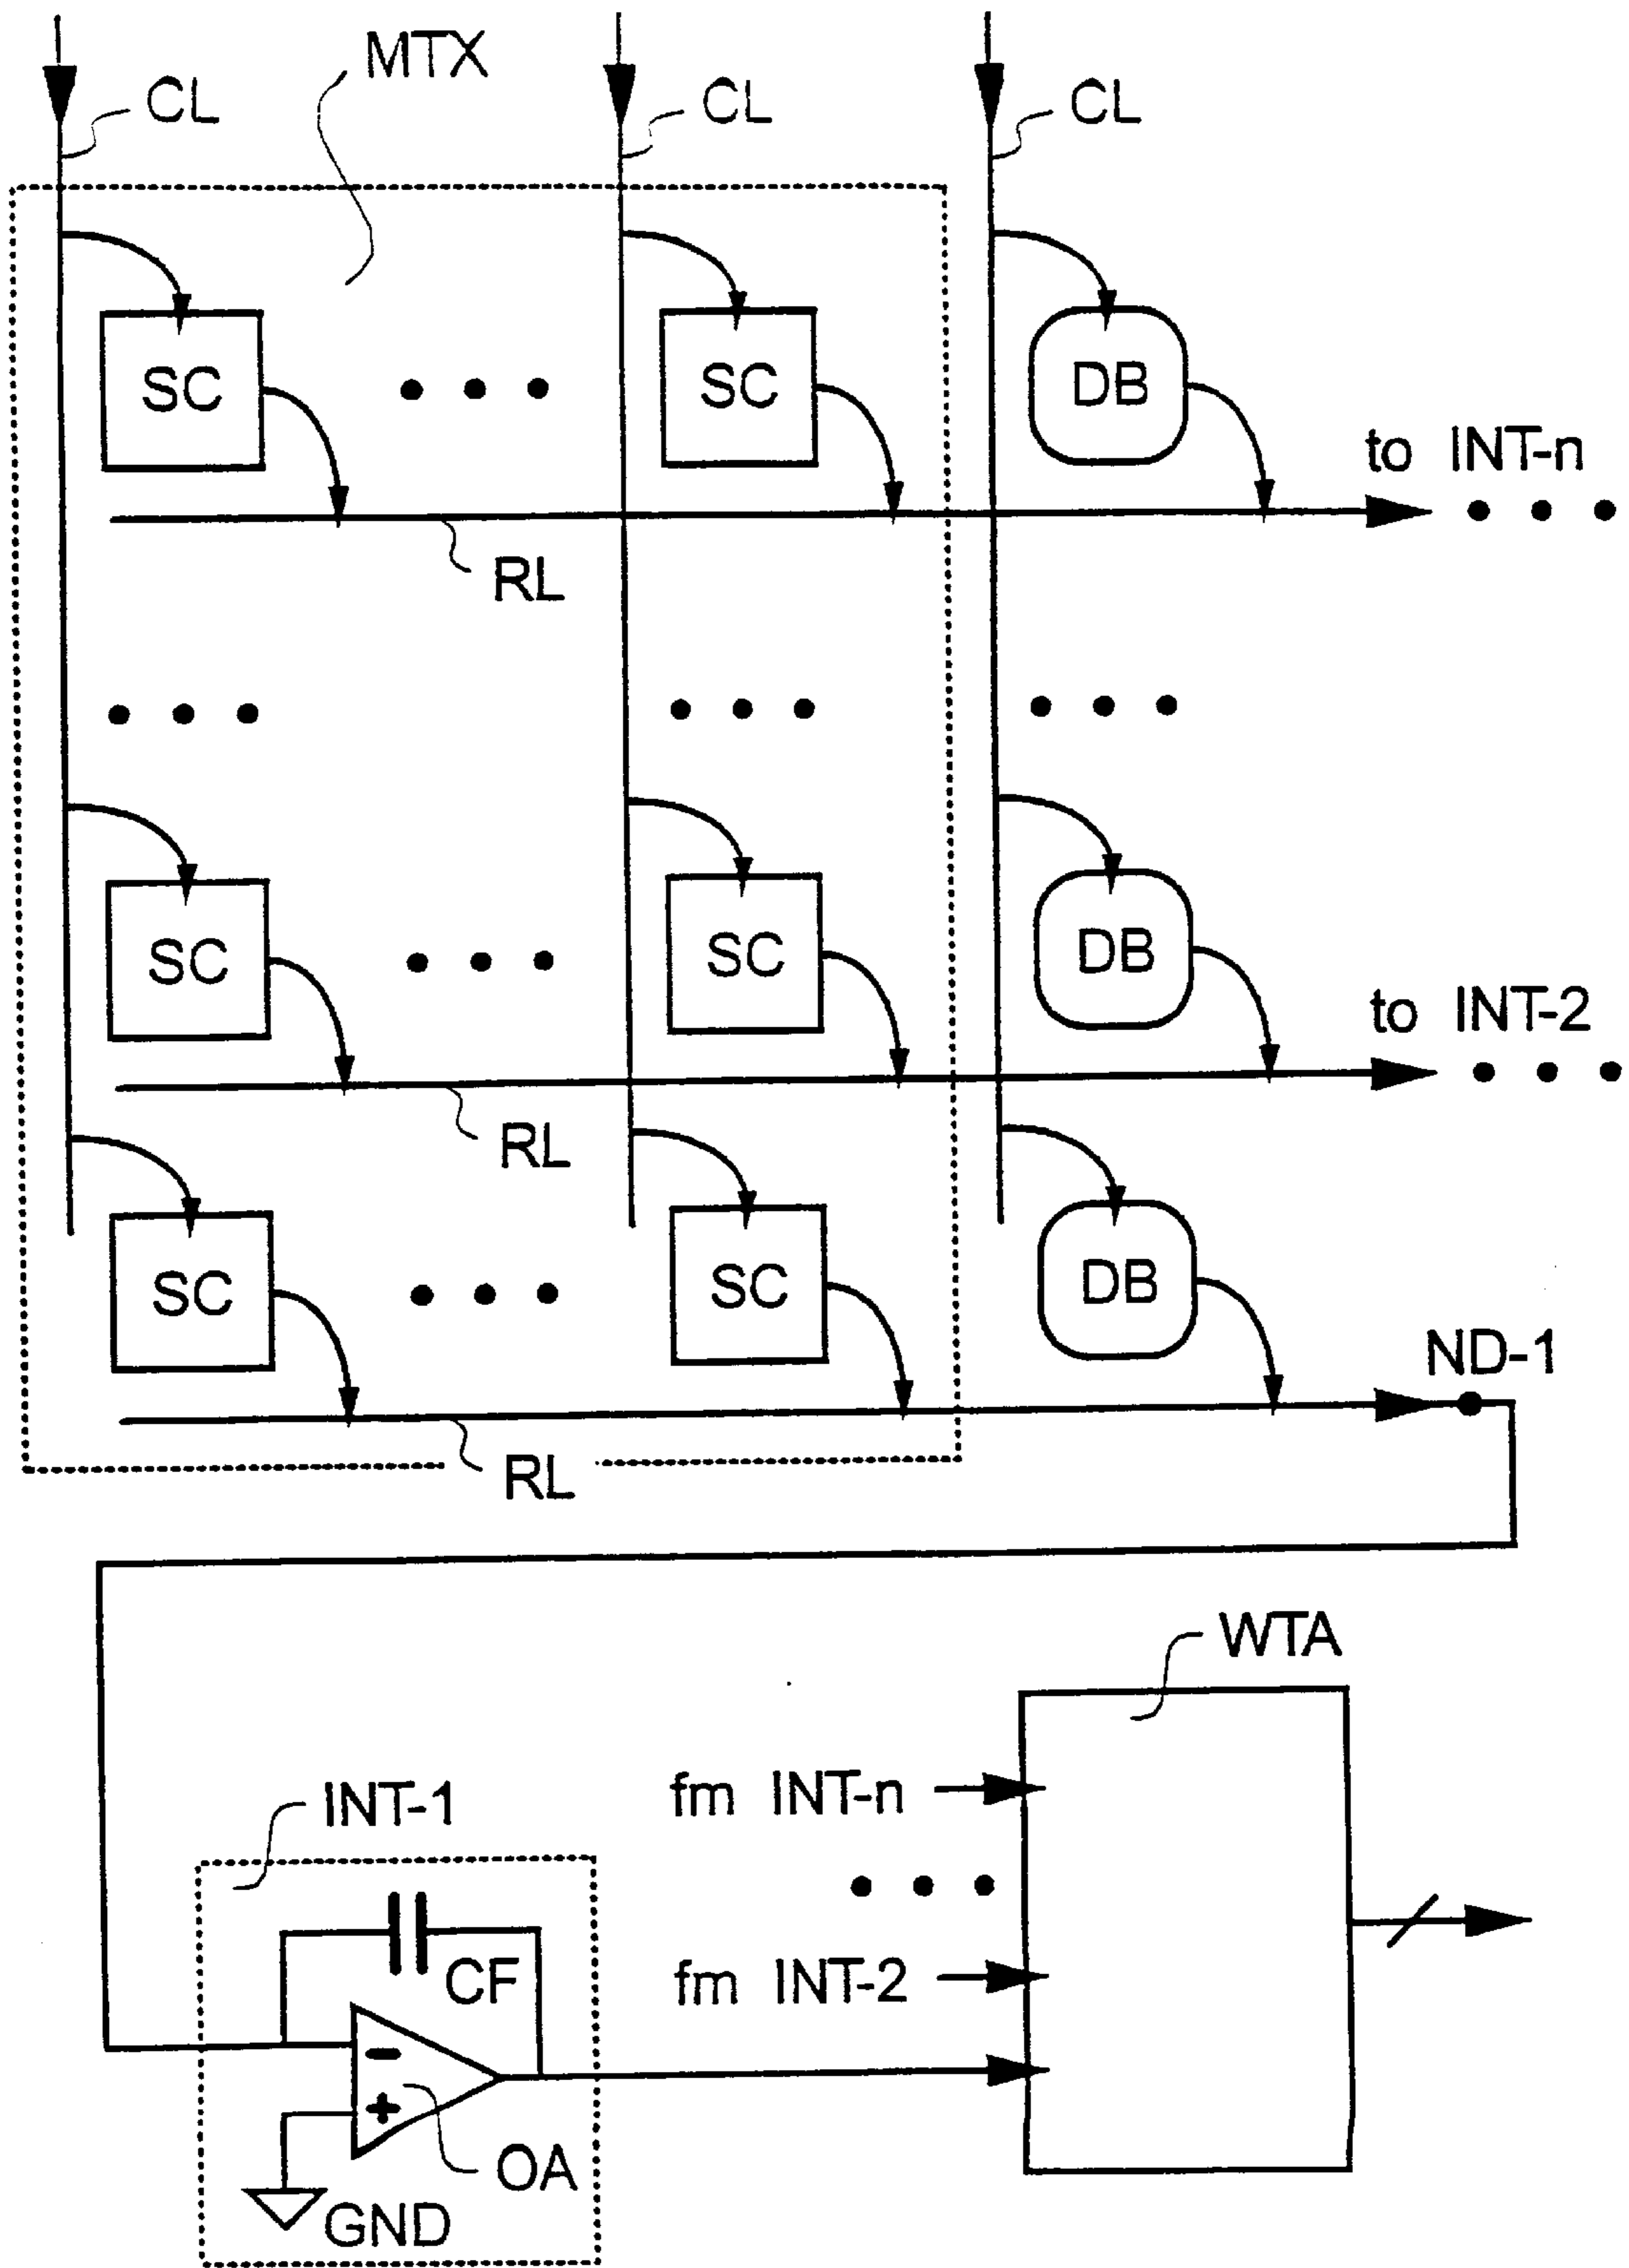 MTX
CL CL CL
SC SC DB
to INT-n
RL
SC SC DB
to INT-2
RL
SC SC DB
ND-1
RL
WTA
fm INT-n
INT-1
fm INT-2
CF
− 
+
OA
GND